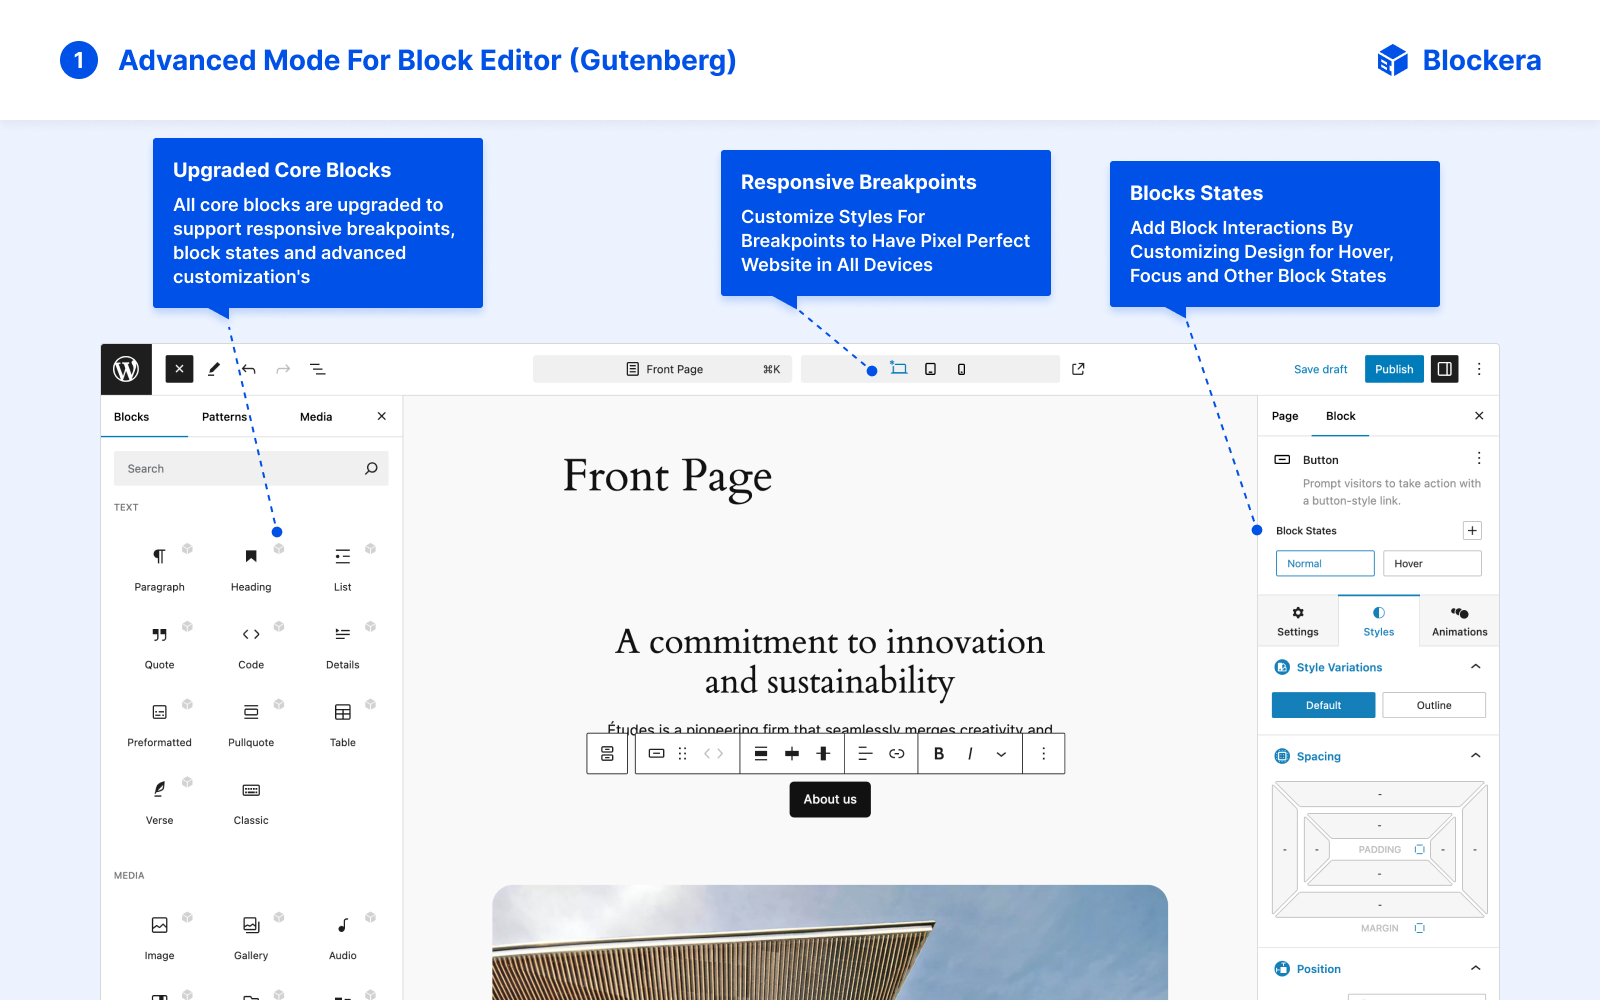 1 Advanced Mode For Block Editor (Gutenberg)
Blockera
Upgraded Core Blocks
All core blocks are upgraded to
support responsive breakpoints,
block states and advanced
customization's
Responsive Breakpoints
Customize Styles For
Breakpoints to Have Pixel Perfect
Website in All Devices
Blocks States
Add Block Interactions By
Customizing Design for Hover,
Focus and Other Block States
Front Page ⌘K
Save draft Publish
Blocks Patterns Media
Search
TEXT
Paragraph Heading List
Quote Code Details
Preformatted Pullquote Table
Verse Classic
MEDIA
Image Gallery Audio
Front Page
A commitment to innovation
and sustainability
Études is a pioneering firm that seamlessly merges creativity and
B I
About us
Page Block
Button
Prompt visitors to take action with
a button-style link.
Block States
Normal Hover
Settings Styles Animations
Style Variations
Default Outline
Spacing
PADDING
MARGIN
Position